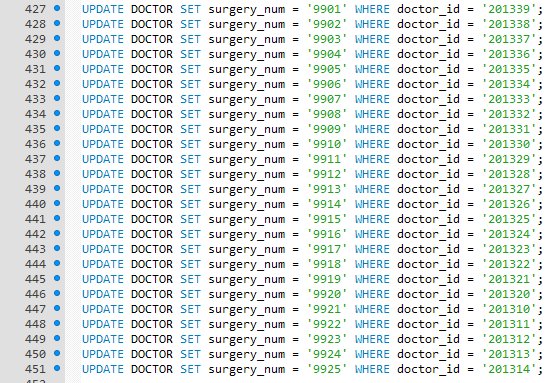 427 UPDATE DOCTOR SET surgery_num = '9901' WHERE doctor_id = '201339';
428 UPDATE DOCTOR SET surgery_num = '9902' WHERE doctor_id = '201338';
429 UPDATE DOCTOR SET surgery_num = '9903' WHERE doctor_id = '201337';
430 UPDATE DOCTOR SET surgery_num = '9904' WHERE doctor_id = '201336';
431 UPDATE DOCTOR SET surgery_num = '9905' WHERE doctor_id = '201335';
432 UPDATE DOCTOR SET surgery_num = '9906' WHERE doctor_id = '201334';
433 UPDATE DOCTOR SET surgery_num = '9907' WHERE doctor_id = '201333';
434 UPDATE DOCTOR SET surgery_num = '9908' WHERE doctor_id = '201332';
435 UPDATE DOCTOR SET surgery_num = '9909' WHERE doctor_id = '201331';
436 UPDATE DOCTOR SET surgery_num = '9910' WHERE doctor_id = '201330';
437 UPDATE DOCTOR SET surgery_num = '9911' WHERE doctor_id = '201329';
438 UPDATE DOCTOR SET surgery_num = '9912' WHERE doctor_id = '201328';
439 UPDATE DOCTOR SET surgery_num = '9913' WHERE doctor_id = '201327';
440 UPDATE DOCTOR SET surgery_num = '9914' WHERE doctor_id = '201326';
441 UPDATE DOCTOR SET surgery_num = '9915' WHERE doctor_id = '201325';
442 UPDATE DOCTOR SET surgery_num = '9916' WHERE doctor_id = '201324';
443 UPDATE DOCTOR SET surgery_num = '9917' WHERE doctor_id = '201323';
444 UPDATE DOCTOR SET surgery_num = '9918' WHERE doctor_id = '201322';
445 UPDATE DOCTOR SET surgery_num = '9919' WHERE doctor_id = '201321';
446 UPDATE DOCTOR SET surgery_num = '9920' WHERE doctor_id = '201320';
447 UPDATE DOCTOR SET surgery_num = '9921' WHERE doctor_id = '201310';
448 UPDATE DOCTOR SET surgery_num = '9922' WHERE doctor_id = '201311';
449 UPDATE DOCTOR SET surgery_num = '9923' WHERE doctor_id = '201312';
450 UPDATE DOCTOR SET surgery_num = '9924' WHERE doctor_id = '201313';
451 UPDATE DOCTOR SET surgery_num = '9925' WHERE doctor_id = '201314';